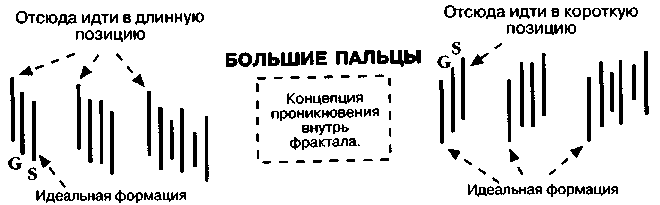 Отсюда идти в длинную
позицию
G
S
Идеальная формация
БОЛЬШИЕ ПАЛЬЦЫ
Концепция
проникновения
внутрь
фрактала.
Отсюда идти в короткую
позицию
S
G
Идеальная формация